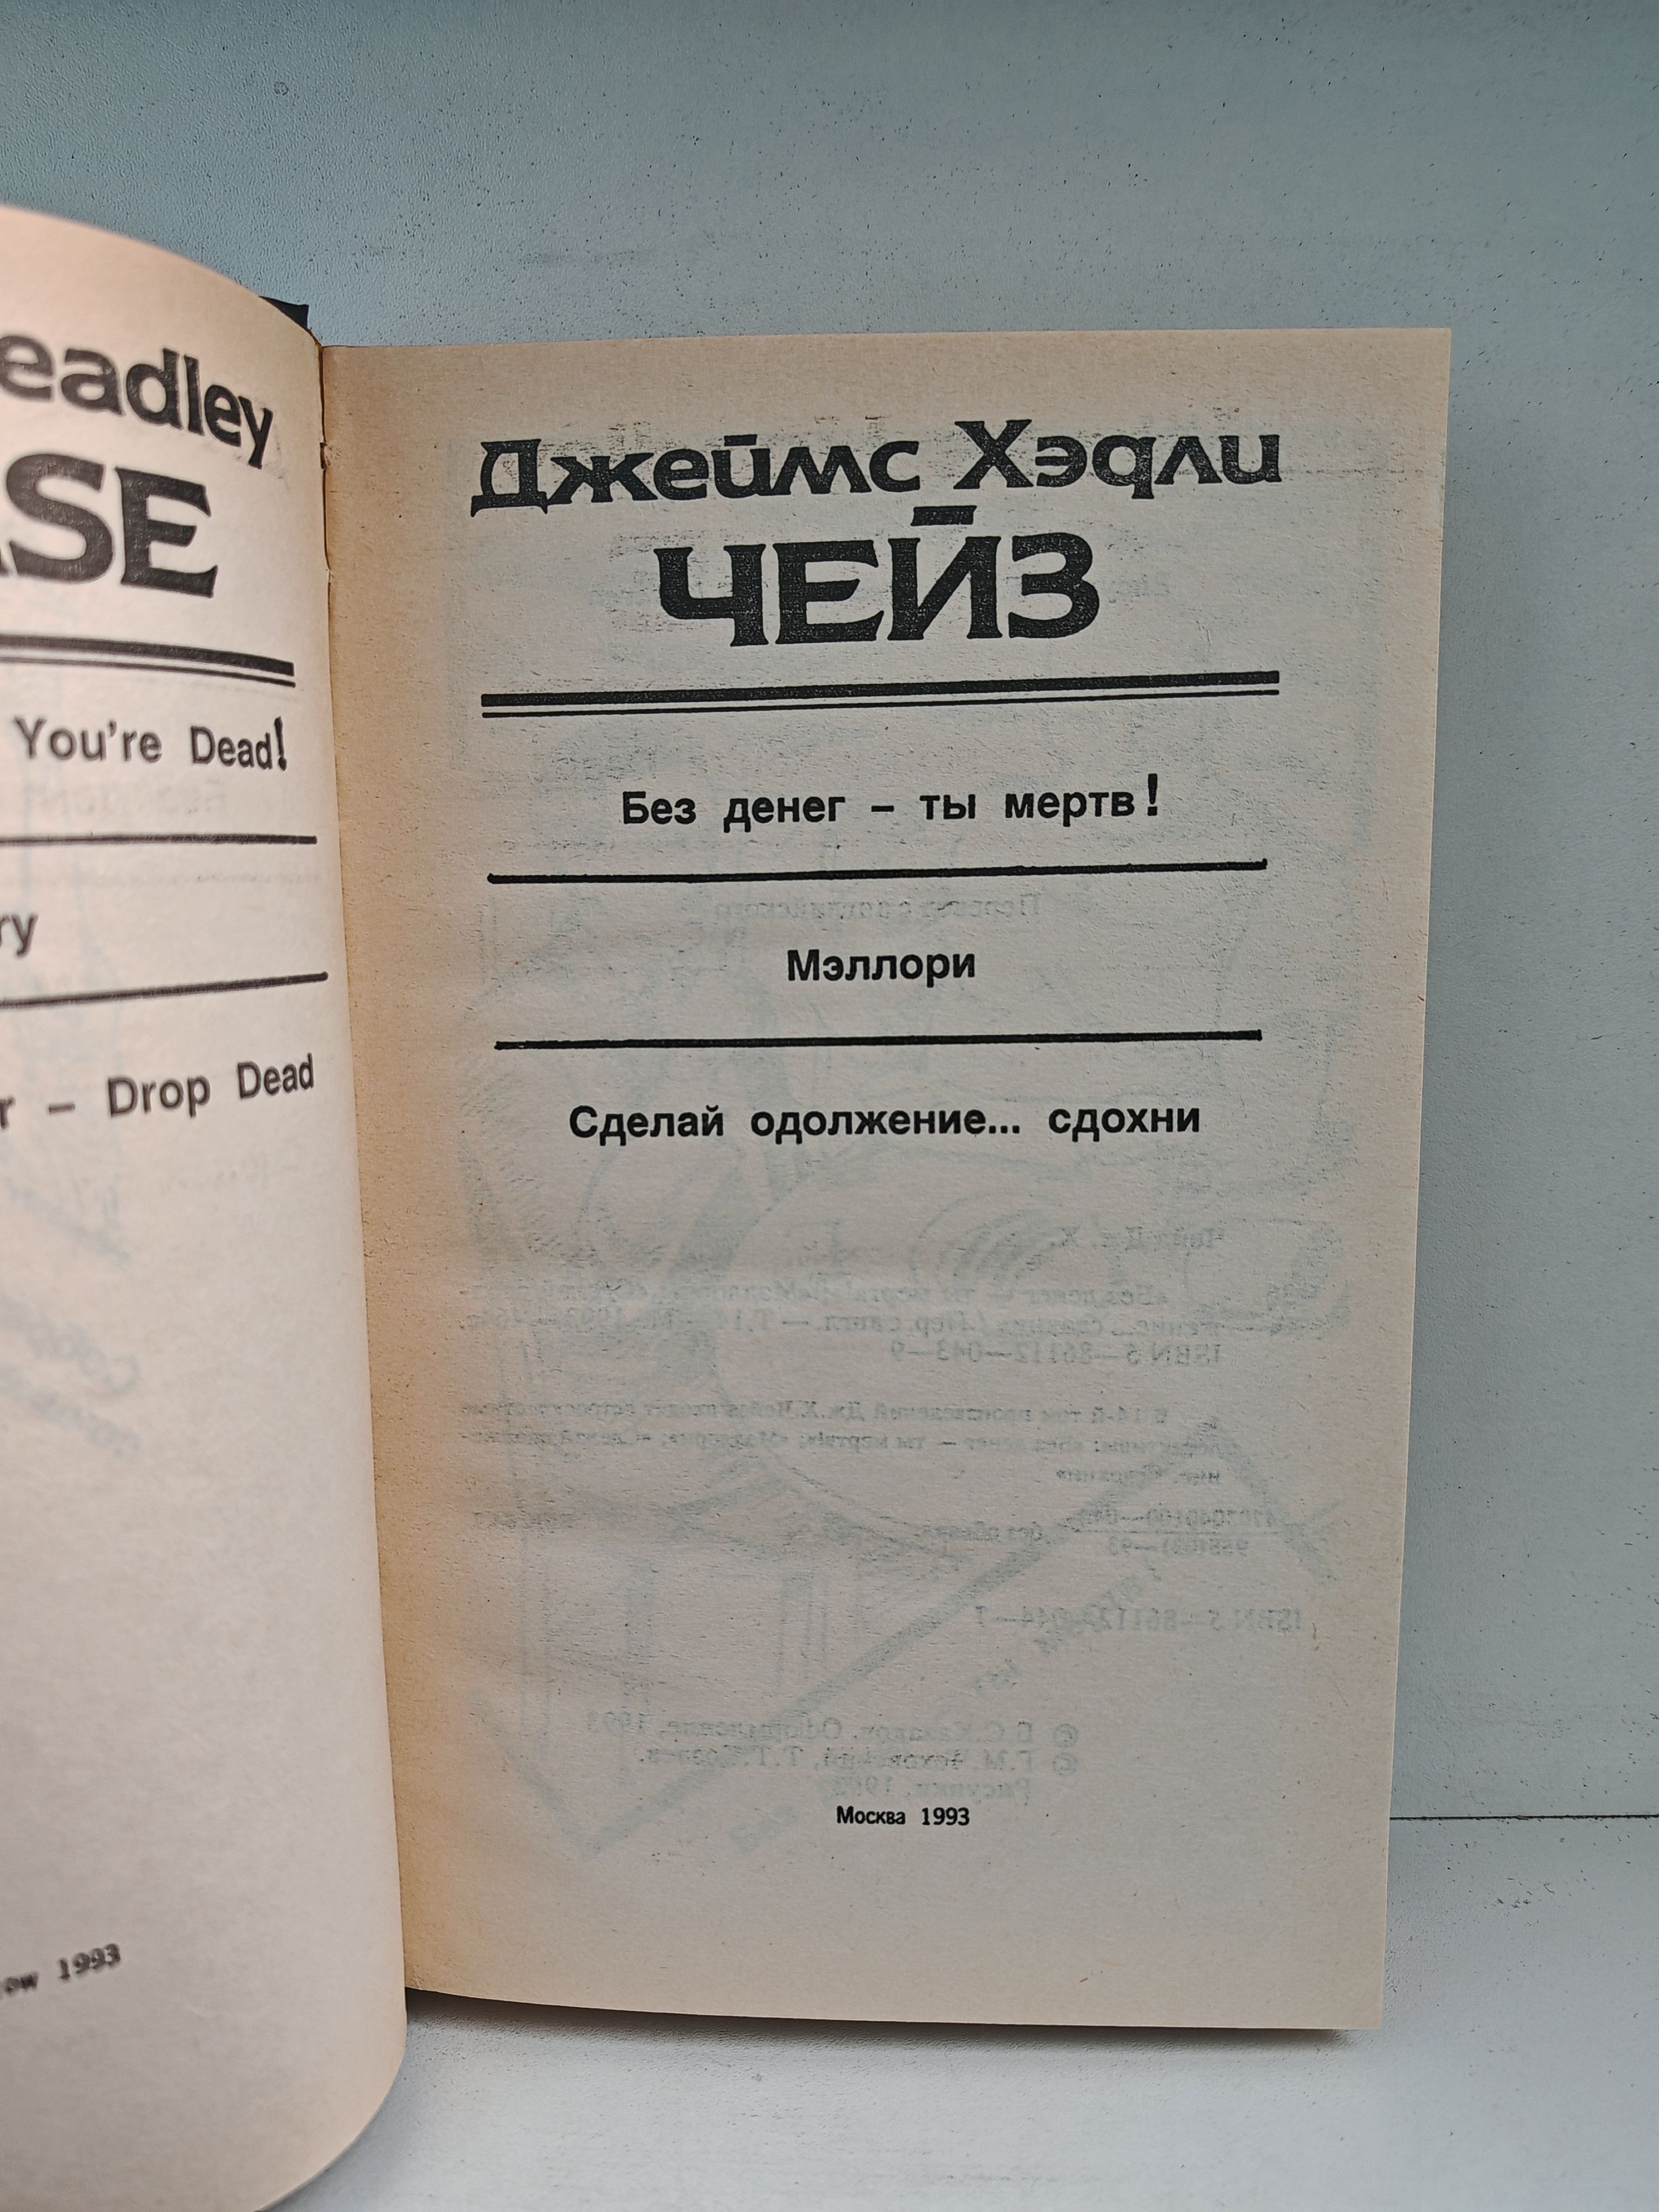 eadley
ASE
You're Dead!
ry
r – Drop Dead
ow 1993
Джеймс Хэдли
ЧЕЙЗ
Без денег – ты мертв!
Мэллори
Сделай одолжение... сдохни
Москва 1993